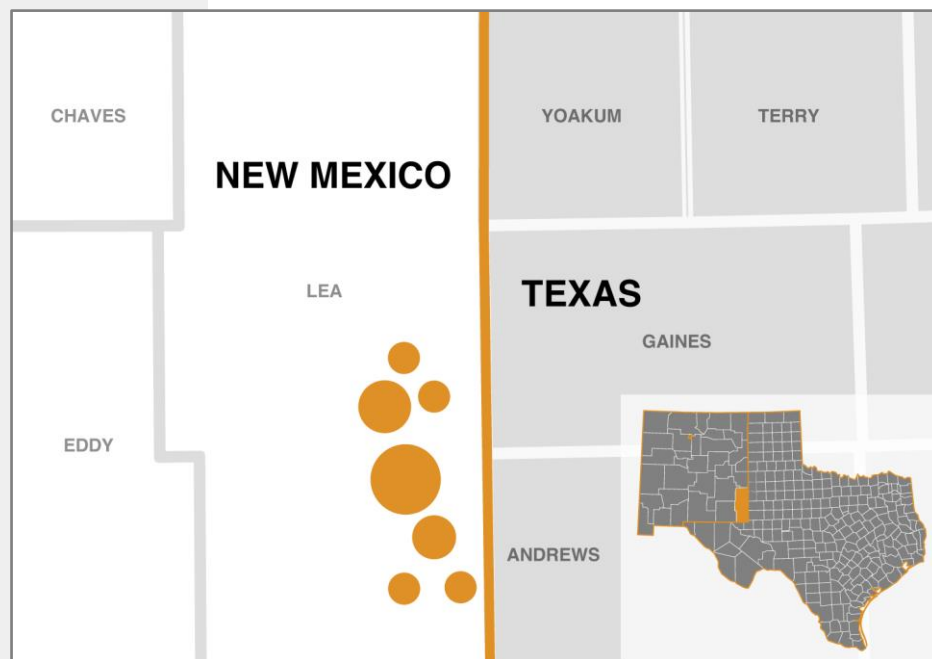 CHAVES
YOAKUM
TERRY
NEW MEXICO
LEA
TEXAS
GAINES
EDDY
ANDREWS